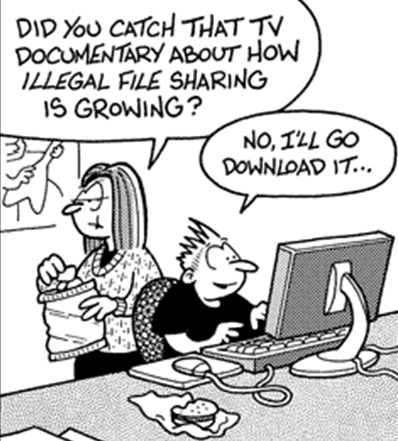 DID YOU CATCH THAT TV
DOCUMENTARY ABOUT HOW
ILLEGAL FILE SHARING
IS GROWING?
NO, I'LL GO
DOWNLOAD IT...